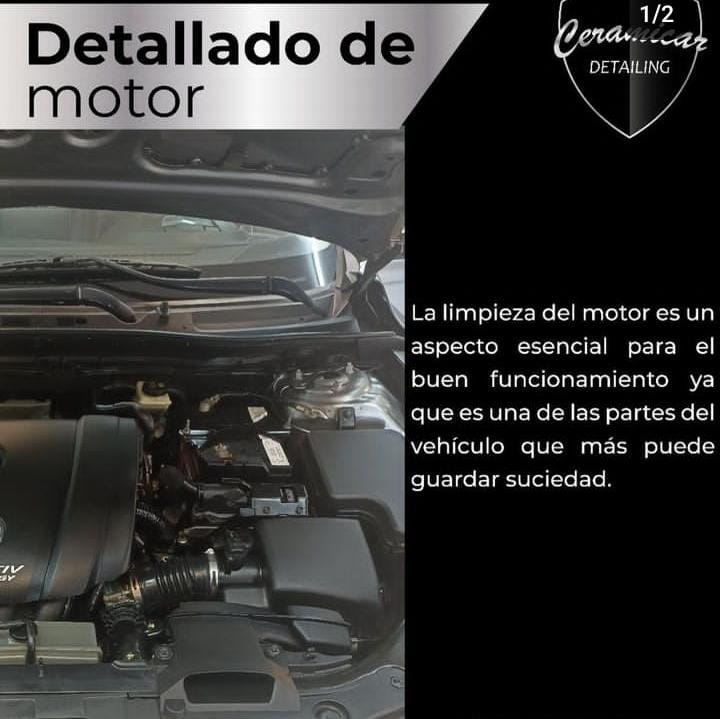 Detallado de
motor
1/2
Ceramicar
DETAILING
La limpieza del motor es un
aspecto esencial para el
buen funcionamiento ya
que es una de las partes del
vehículo que más puede
guardar suciedad.